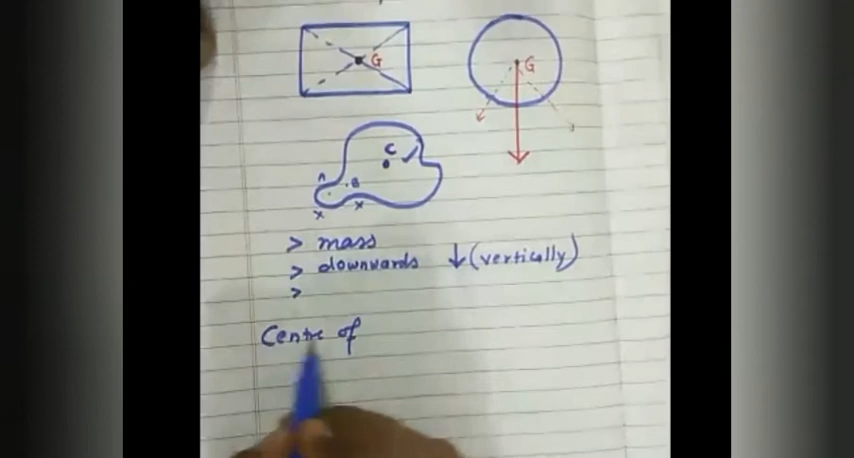 G
G
C
A
B
x
x
> mass
> downwards ↓ (vertically)
>
Centre of